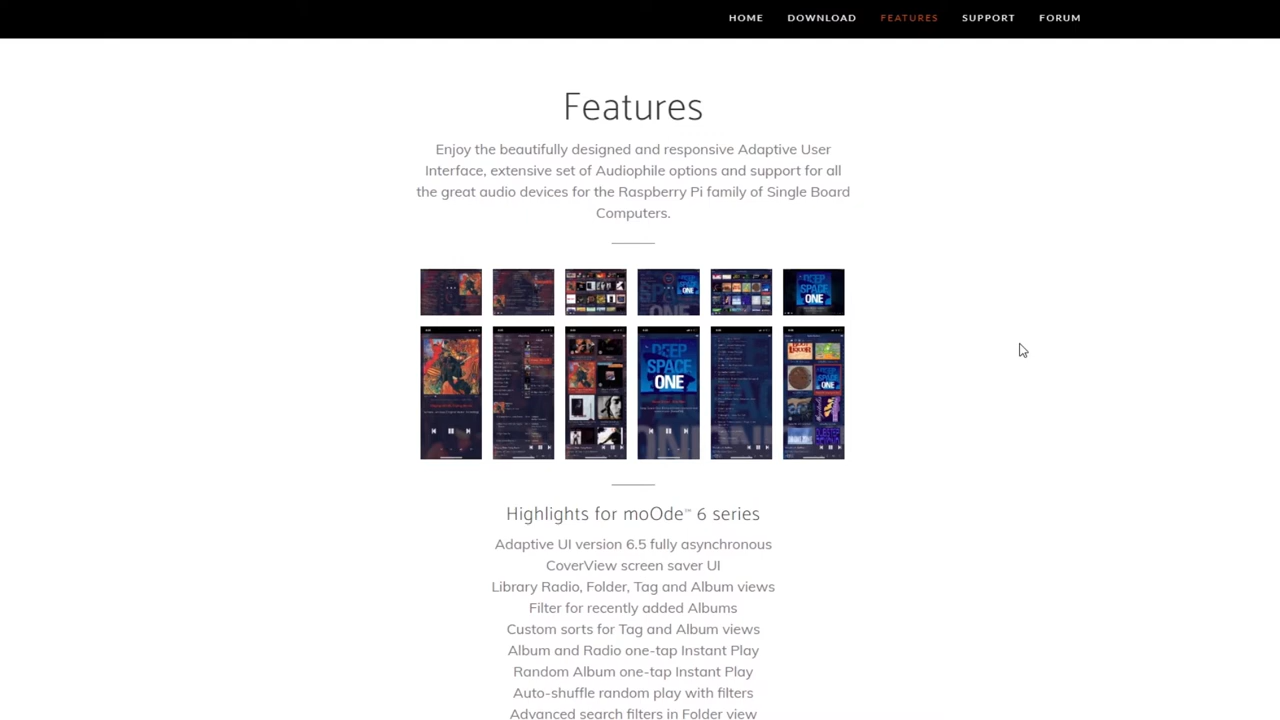 HOME DOWNLOAD FEATURES SUPPORT FORUM
Features
Enjoy the beautifully designed and responsive Adaptive User
Interface, extensive set of Audiophile options and support for all
the great audio devices for the Raspberry Pi family of Single Board
Computers.
DEEP
SPACE
ONE
DEEP
SPACE
ONE
DEEP
SPACE
ONE
Highlights for moOde™ 6 series
Adaptive UI version 6.5 fully asynchronous
CoverView screen saver UI
Library Radio, Folder, Tag and Album views
Filter for recently added Albums
Custom sorts for Tag and Album views
Album and Radio one-tap Instant Play
Random Album one-tap Instant Play
Auto-shuffle random play with filters
Advanced search filters in Folder view